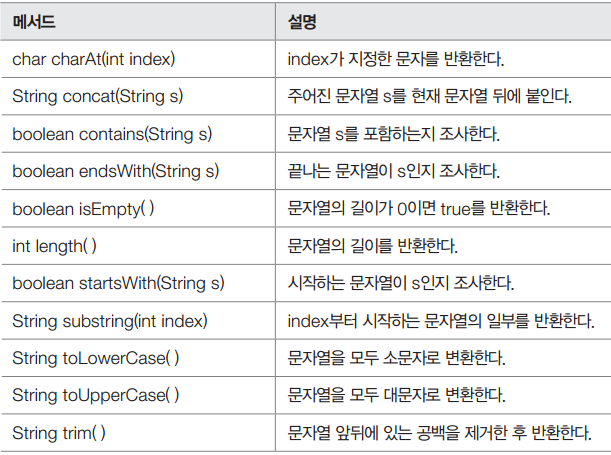 메서드 설명
char charAt(int index) index가 지정한 문자를 반환한다.
String concat(String s) 주어진 문자열 s를 현재 문자열 뒤에 붙인다.
boolean contains(String s) 문자열 s를 포함하는지 조사한다.
boolean endsWith(String s) 끝나는 문자열이 s인지 조사한다.
boolean isEmpty( ) 문자열의 길이가 0이면 true를 반환한다.
int length( ) 문자열의 길이를 반환한다.
boolean startsWith(String s) 시작하는 문자열이 s인지 조사한다.
String substring(int index) index부터 시작하는 문자열의 일부를 반환한다.
String toLowerCase( ) 문자열을 모두 소문자로 변환한다.
String toUpperCase( ) 문자열을 모두 대문자로 변환한다.
String trim( ) 문자열 앞뒤에 있는 공백을 제거한 후 반환한다.